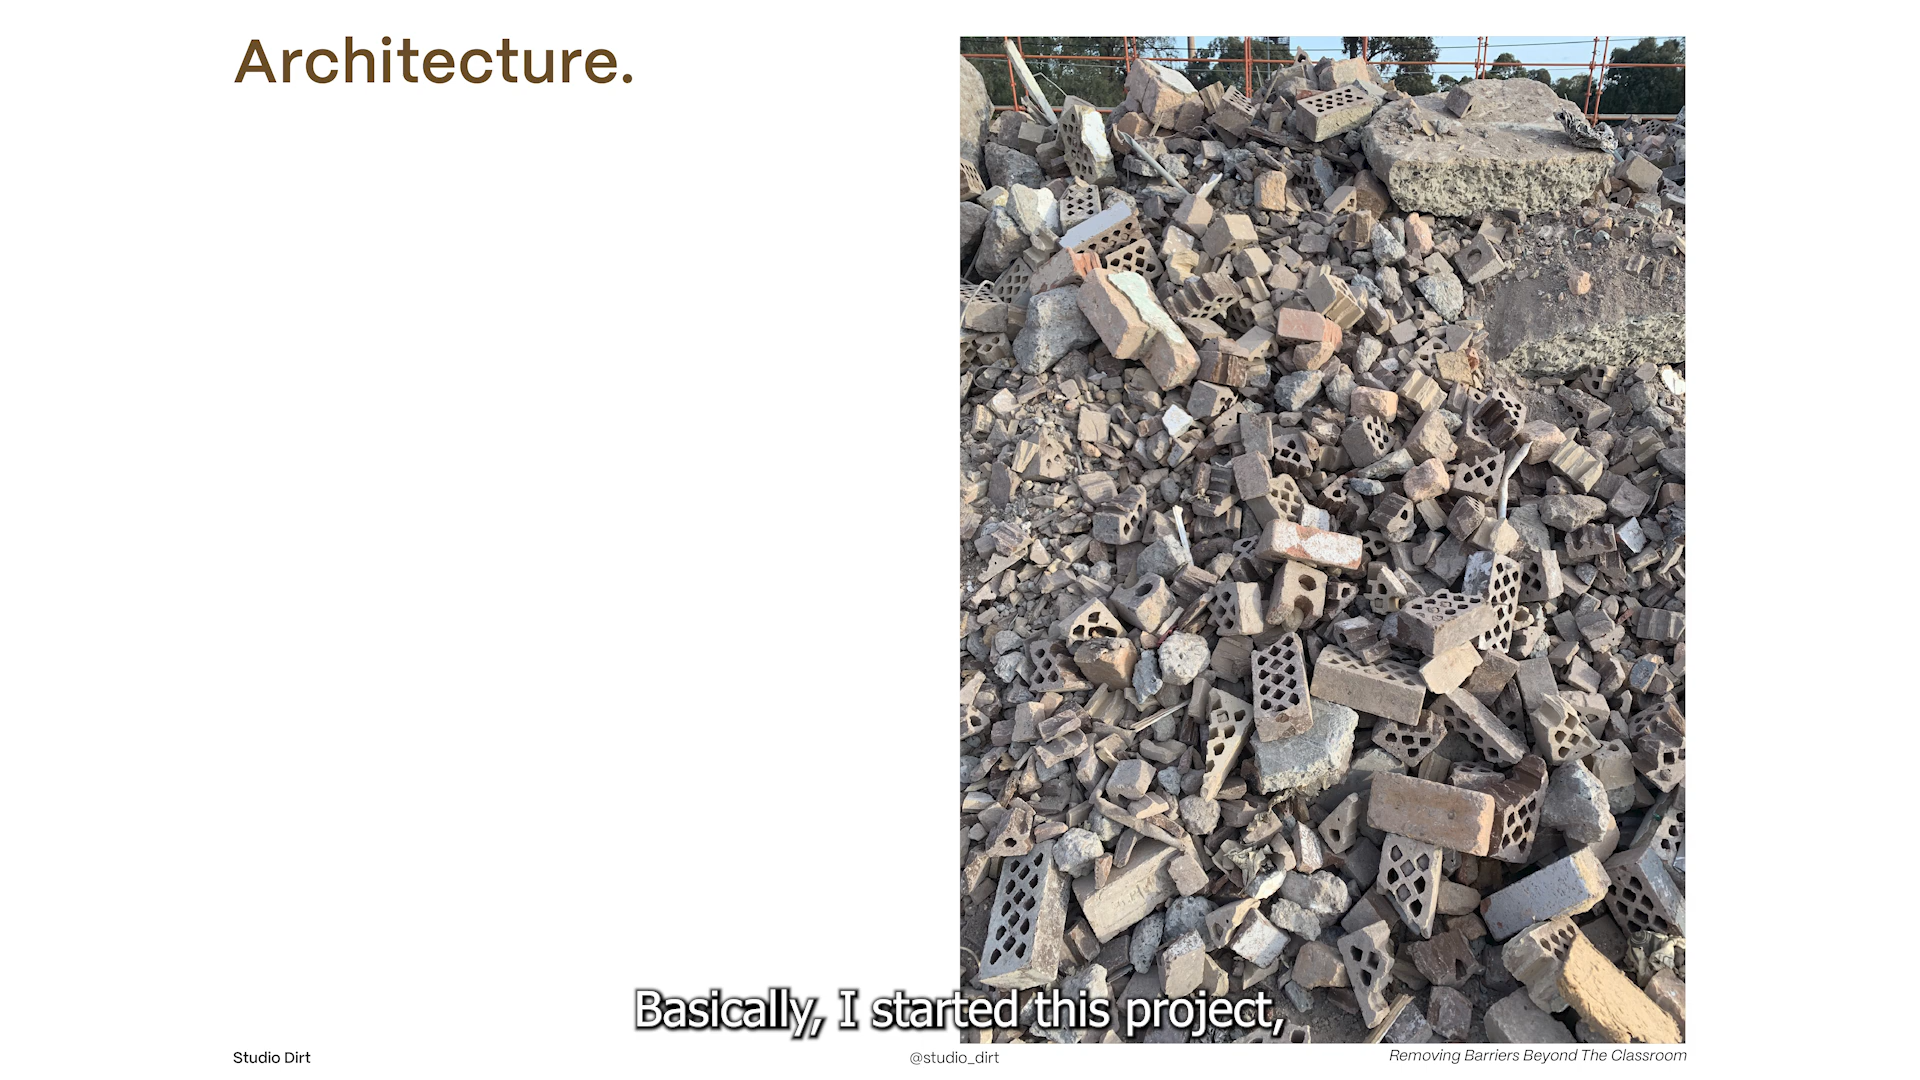 Architecture.
Basically, I started this project,
Studio Dirt
@studio_dirt
Removing Barriers Beyond The Classroom